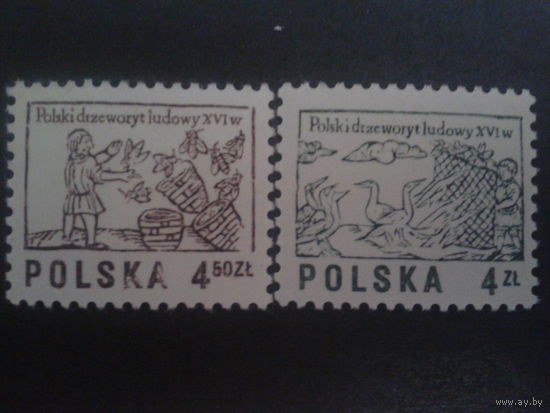 Polski drzeworyt ludowy XVI w
POLSKA 4 50 ZŁ
Polski drzeworyt ludowy XVI w
POLSKA 4 ZŁ
© www.ay.by